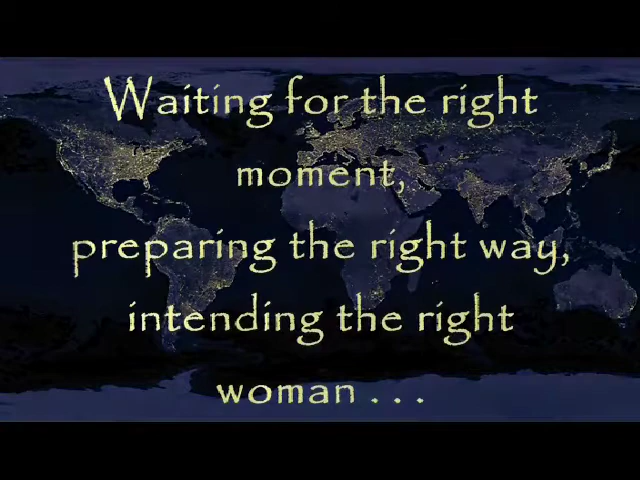 Waiting for the right
moment,
preparing the right way,
intending the right
woman . . .